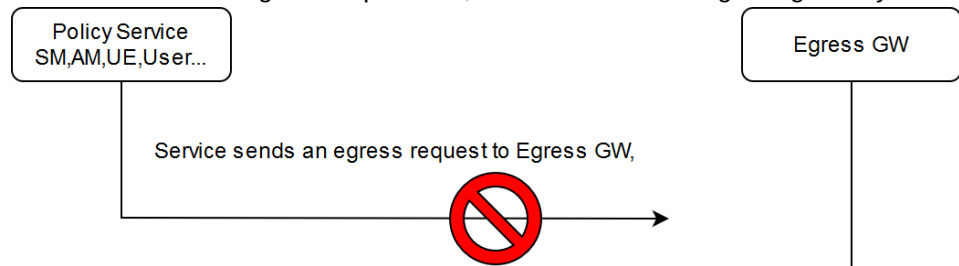 Policy Service
SM,AM,UE,User...
Egress GW
Service sends an egress request to Egress GW,